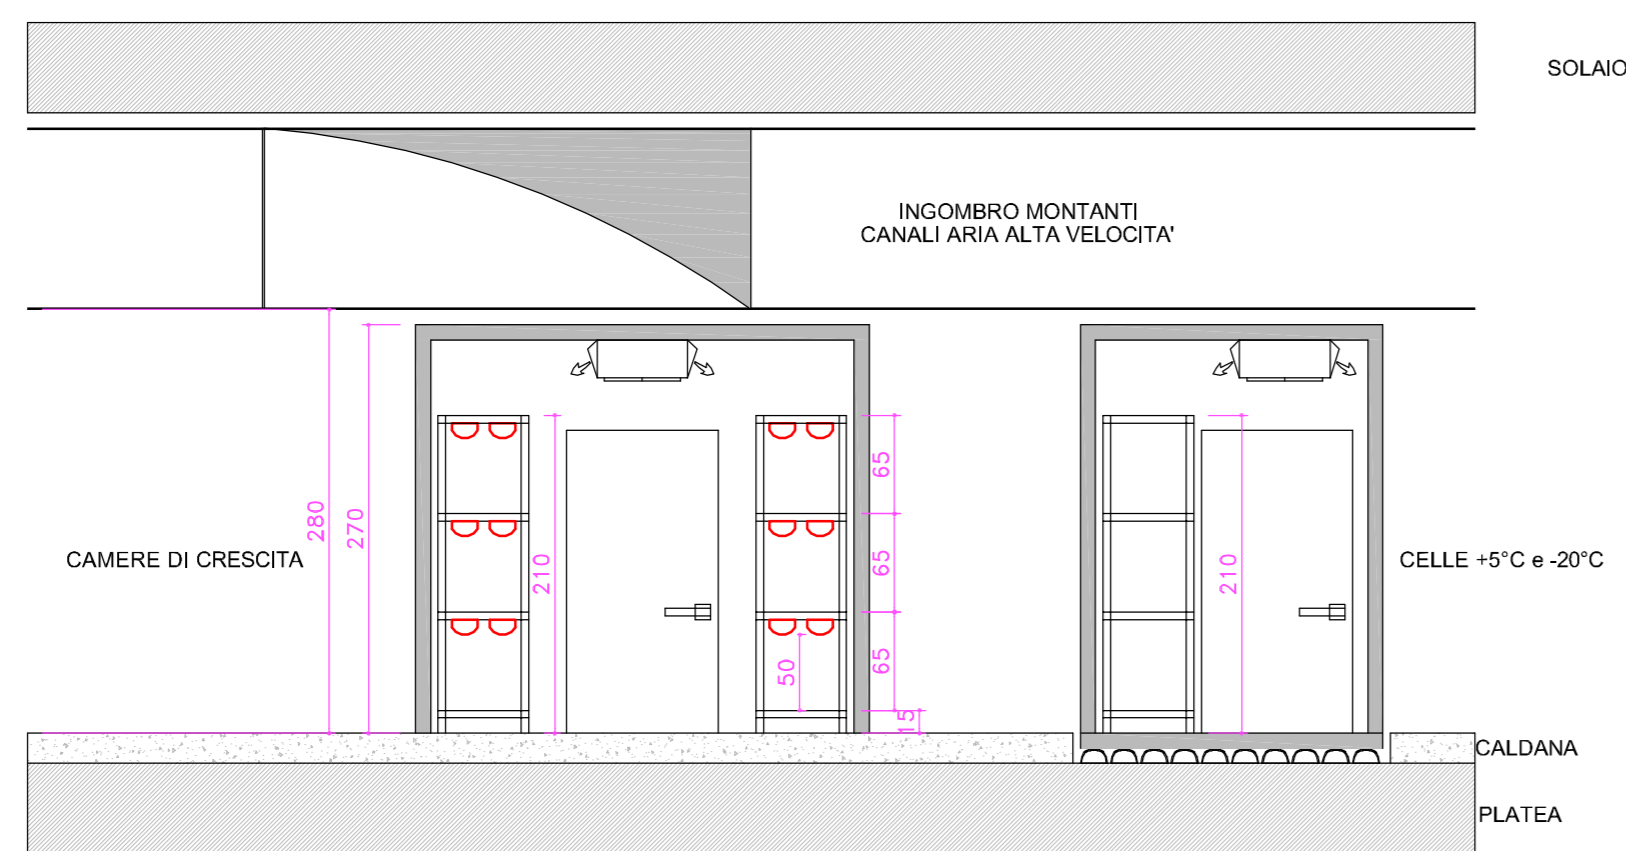 SOLAIO
INGOMBRO MONTANTI
CANALI ARIA ALTA VELOCITA'
280
270
210
65
65
65
50
15
210
CAMERE DI CRESCITA
CELLE +5°C e -20°C
CALDANA
PLATEA